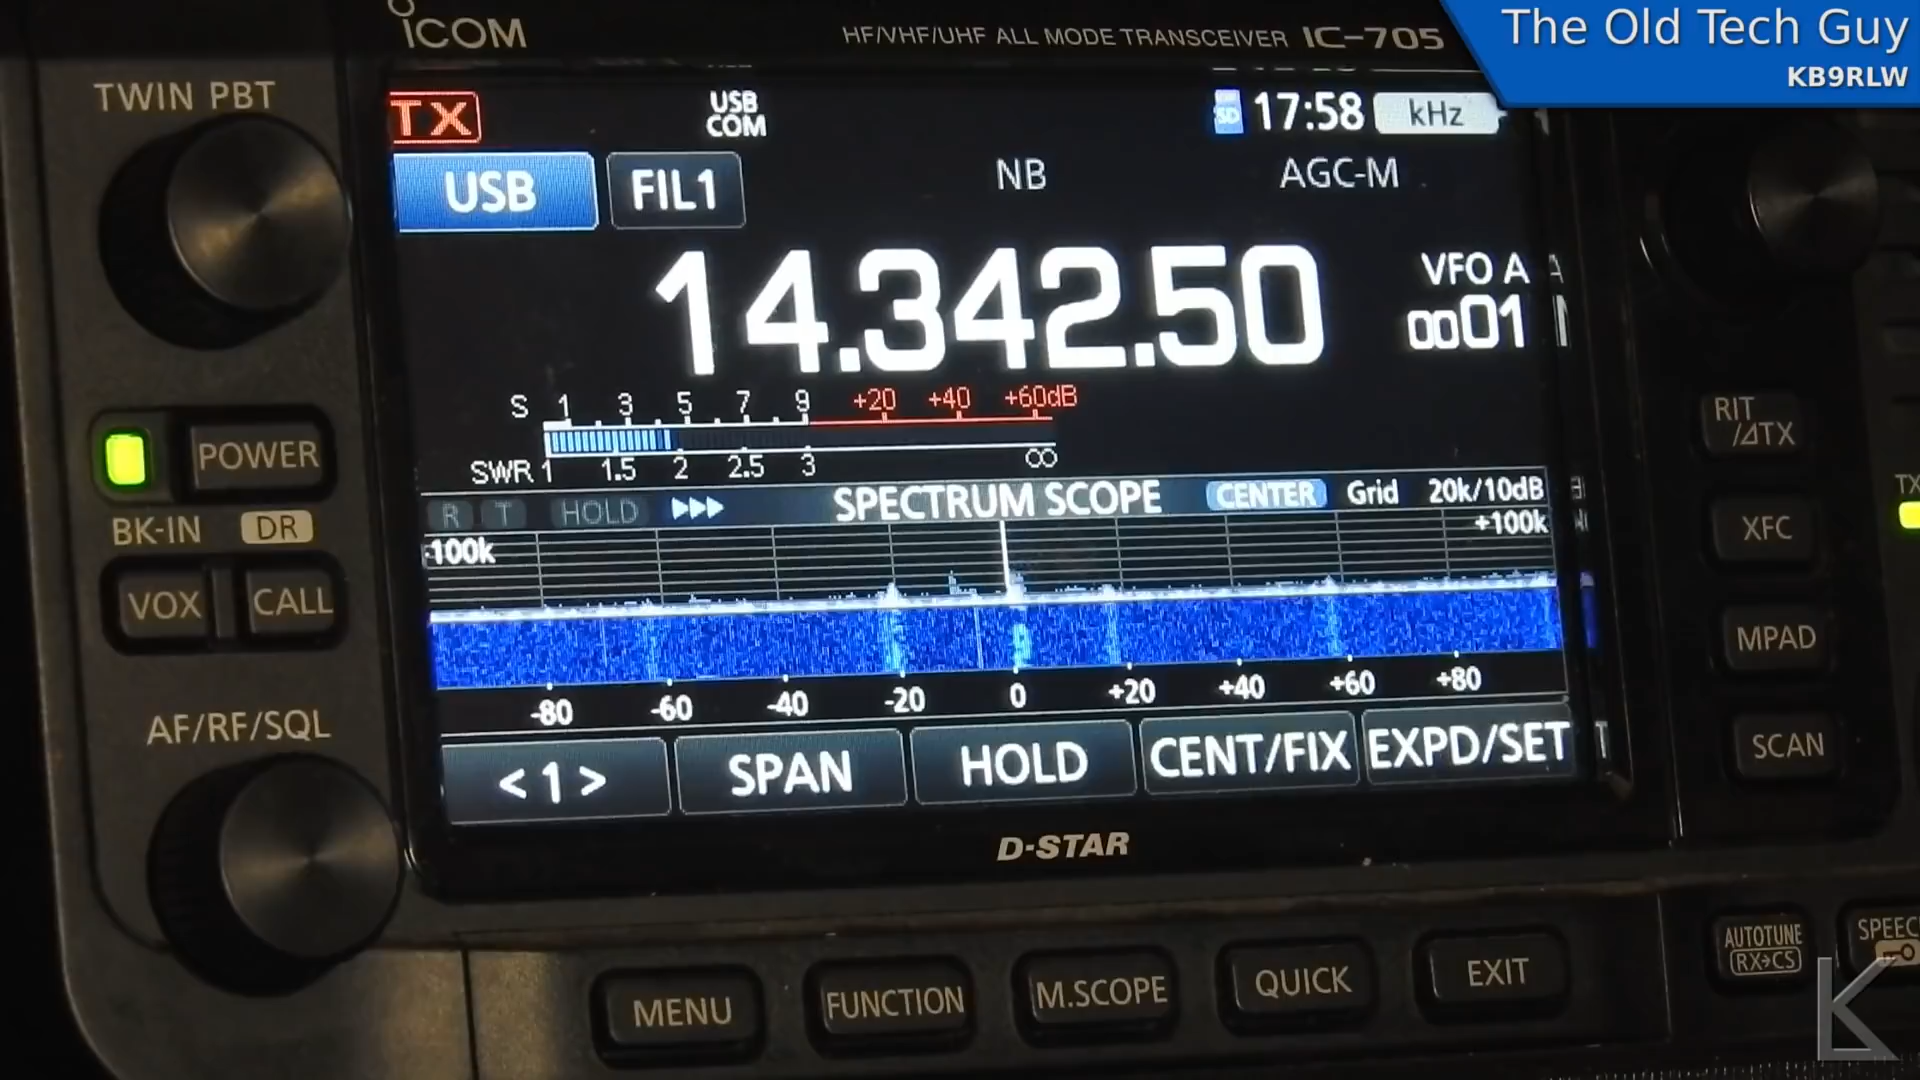 The Old Tech Guy
KB9RLW
ICOM
HF/VHF/UHF ALL MODE TRANSCEIVER IC-705
TWIN PBT
TX
USB
COM
SD
17:58
kHz
USB
FIL1
NB
AGC-M
14.342.50
VFO A
0001
S 1 3 5 7 9 +20 +40 +60dB
SWR 1 1.5 2 2.5 3 ∞
R T HOLD SPECTRUM SCOPE CENTER Grid 20k/10dB
-100k
+100k
-80 -60 -40 -20 0 +20 +40 +60 +80
<1> SPAN HOLD CENT/FIX EXPD/SET
D-STAR
POWER
BK-IN DR
VOX CALL
AF/RF/SQL
MENU FUNCTION M.SCOPE QUICK EXIT
RIT
/⊿TX
TX
XFC
MPAD
SCAN
AUTOTUNE
RX→CS
K